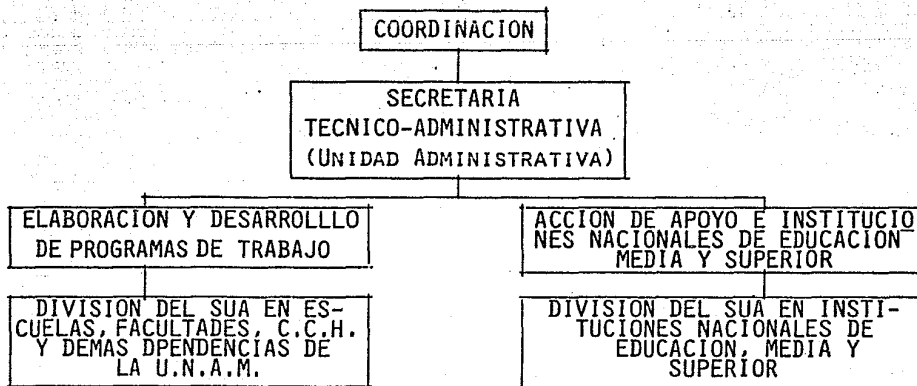 COORDINACION
SECRETARIA
TECNICO-ADMINISTRATIVA
(UNIDAD ADMINISTRATIVA)
ELABORACION Y DESARROLLLO
DE PROGRAMAS DE TRABAJO
ACCION DE APOYO E INSTITUCIO
NES NACIONALES DE EDUCACION
MEDIA Y SUPERIOR
DIVISION DEL SUA EN ES-
CUELAS, FACULTADES, C.C.H.
Y DEMAS DPENDENCIAS DE
LA U.N.A.M.
DIVISION DEL SUA EN INSTI-
TUCIONES NACIONALES DE
EDUCACION, MEDIA Y
SUPERIOR